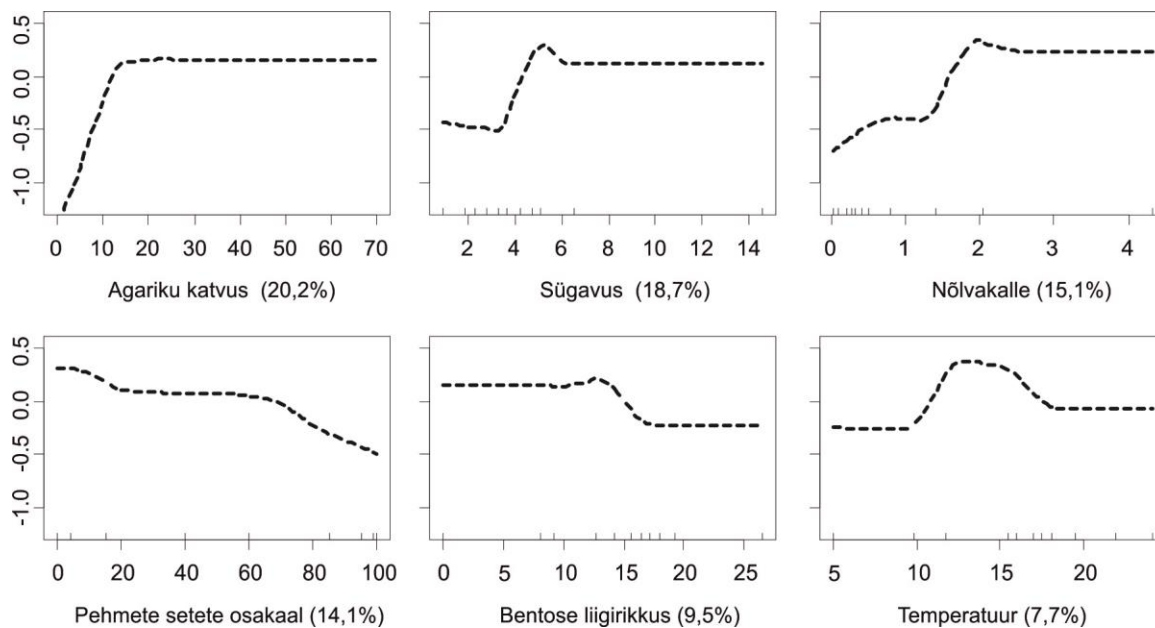 0.5
0.0
-0.5
-1.0
0 10 20 30 40 50 60 70
2 4 6 8 10 12 14
0 1 2 3 4
Agariku katvus (20,2%)
Sügavus (18,7%)
Nõlvakalle (15,1%)
0.5
0.0
-0.5
-1.0
0 20 40 60 80 100
0 5 10 15 20 25
5 10 15 20
Pehmete setete osakaal (14,1%)
Bentose liigirikkus (9,5%)
Temperatuur (7,7%)